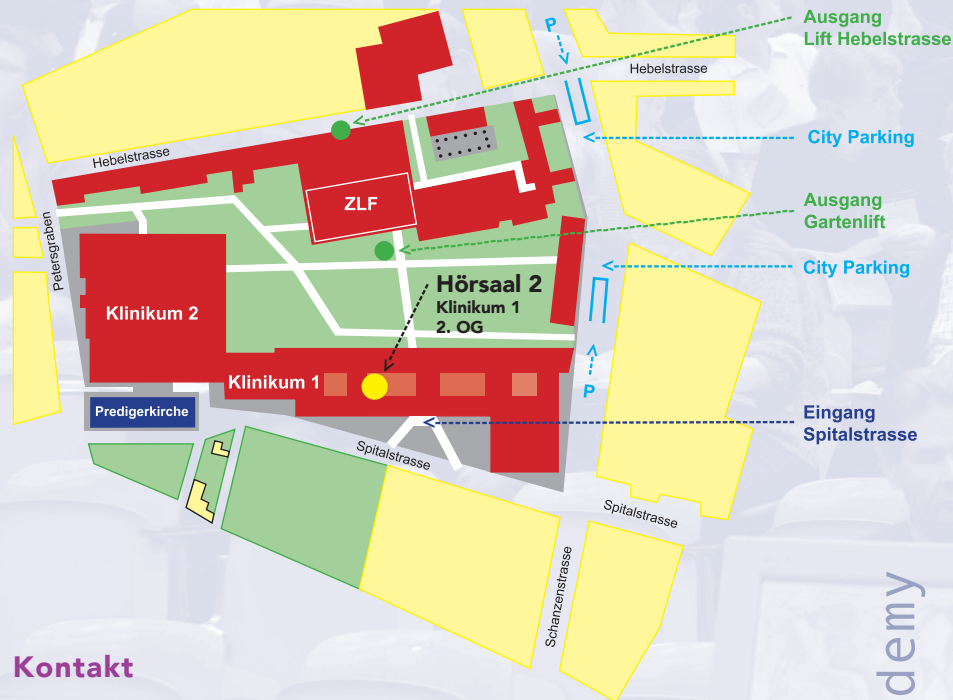 Ausgang
Lift Hebelstrasse
P
Hebelstrasse
City Parking
Hebelstrasse
Ausgang
Gartenlift
ZLF
Petersgraben
City Parking
Hörsaal 2
Klinikum 1
2. OG
Klinikum 2
Klinikum 1
P
Predigerkirche
Eingang
Spitalstrasse
Spitalstrasse
Spitalstrasse
Schanzenstrasse
demy
Kontakt